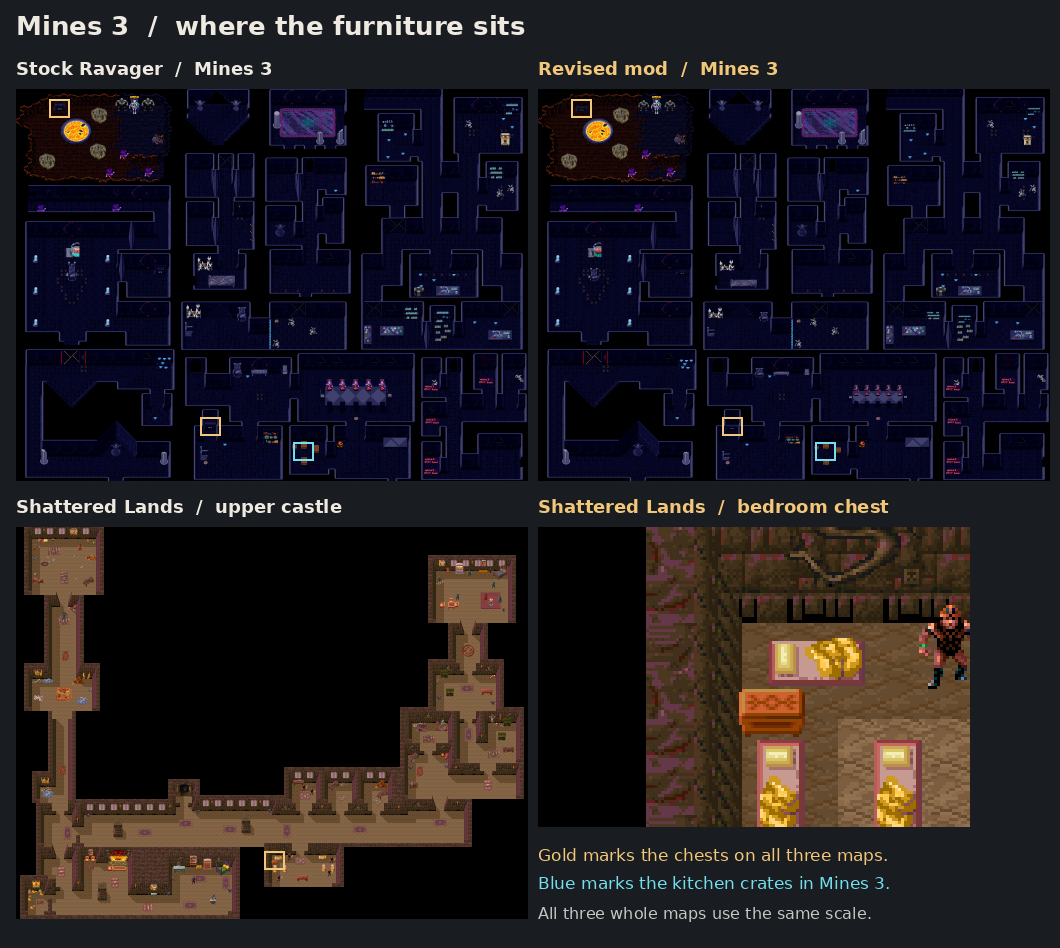 Mines 3 / where the furniture sits
Stock Ravager / Mines 3
Revised mod / Mines 3
Shattered Lands / upper castle
Shattered Lands / bedroom chest
Gold marks the chests on all three maps.
Blue marks the kitchen crates in Mines 3.
All three whole maps use the same scale.